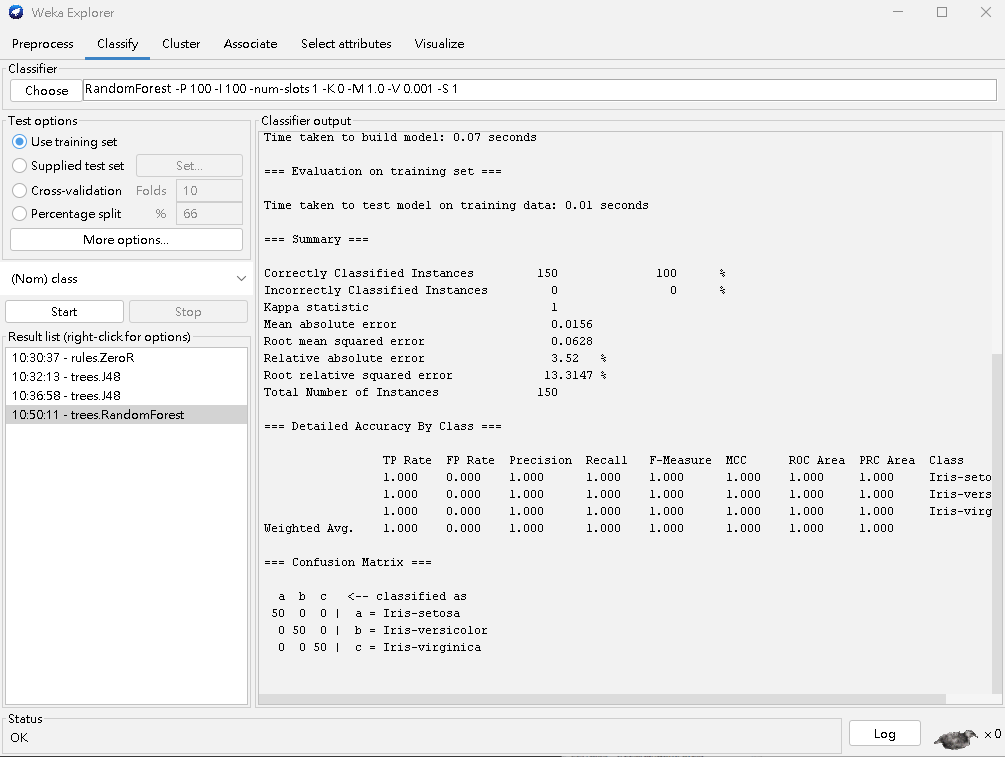 Weka Explorer
Preprocess Classify Cluster Associate Select attributes Visualize
Classifier
Choose RandomForest -P 100 -I 100 -num-slots 1 -K 0 -M 1.0 -V 0.001 -S 1
Test options
Use training set
Supplied test set Set...
Cross-validation Folds 10
Percentage split % 66
More options...
(Nom) class
Start Stop
Result list (right-click for options)
10:30:37 - rules.ZeroR
10:32:13 - trees.J48
10:36:58 - trees.J48
10:50:11 - trees.RandomForest
Classifier output
Time taken to build model: 0.07 seconds
=== Evaluation on training set ===
Time taken to test model on training data: 0.01 seconds
=== Summary ===
Correctly Classified Instances 150 100 %
Incorrectly Classified Instances 0 0 %
Kappa statistic 1
Mean absolute error 0.0156
Root mean squared error 0.0628
Relative absolute error 3.52 %
Root relative squared error 13.3147 %
Total Number of Instances 150
=== Detailed Accuracy By Class ===
TP Rate FP Rate Precision Recall F-Measure MCC ROC Area PRC Area Class
1.000 0.000 1.000 1.000 1.000 1.000 1.000 1.000 Iris-seto
1.000 0.000 1.000 1.000 1.000 1.000 1.000 1.000 Iris-vers
1.000 0.000 1.000 1.000 1.000 1.000 1.000 1.000 Iris-virg
Weighted Avg. 1.000 0.000 1.000 1.000 1.000 1.000 1.000 1.000
=== Confusion Matrix ===
a b c <-- classified as
50 0 0 | a = Iris-setosa
0 50 0 | b = Iris-versicolor
0 0 50 | c = Iris-virginica
Status
OK
Log x 0